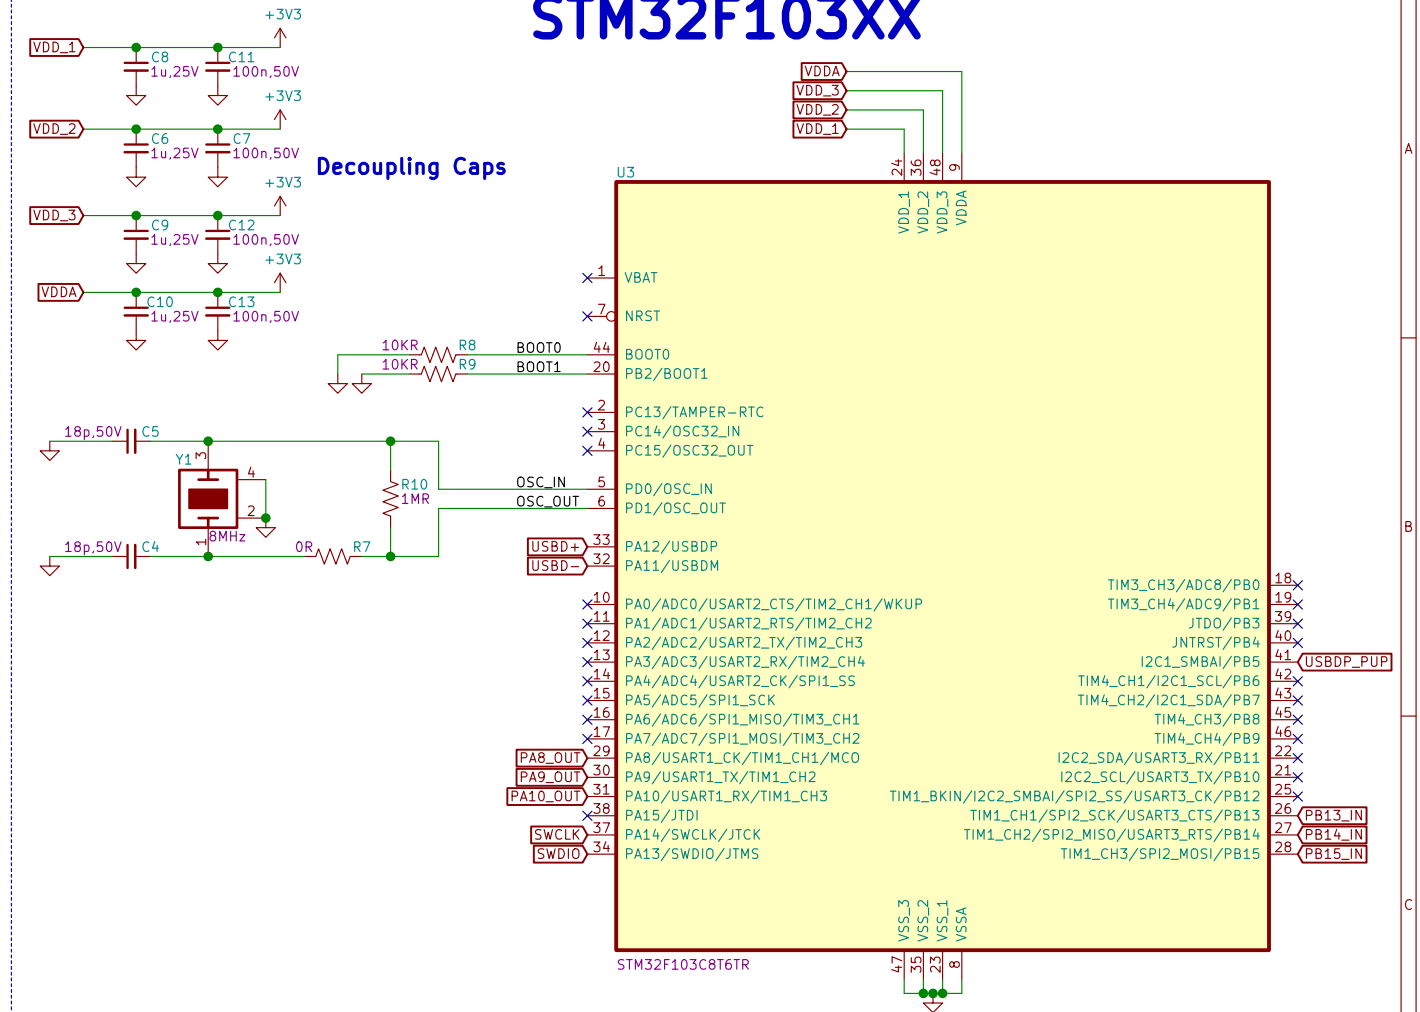 STM32F103XX
+3V3
VDD_1
C8
1u,25V
C11
100n,50V
+3V3
VDD_2
C6
1u,25V
C7
100n,50V
Decoupling Caps
+3V3
VDD_3
C9
1u,25V
C12
100n,50V
+3V3
VDDA
C10
1u,25V
C13
100n,50V
VDDA
VDD_3
VDD_2
VDD_1
24
36
48
9
U3
VDD_1
VDD_2
VDD_3
VDDA
1
VBAT
7
NRST
10KR
R8
BOOT0
44
BOOT0
10KR
R9
BOOT1
20
PB2/BOOT1
2
PC13/TAMPER-RTC
3
PC14/OSC32_IN
4
PC15/OSC32_OUT
18p,50V
C5
Y1
3
4
2
1
8MHz
R10
1MR
OSC_IN
5
PD0/OSC_IN
OSC_OUT
6
PD1/OSC_OUT
18p,50V
C4
0R
R7
USBD+
33
PA12/USBDP
USBD-
32
PA11/USBDM
10
PA0/ADC0/USART2_CTS/TIM2_CH1/WKUP
11
PA1/ADC1/USART2_RTS/TIM2_CH2
12
PA2/ADC2/USART2_TX/TIM2_CH3
13
PA3/ADC3/USART2_RX/TIM2_CH4
14
PA4/ADC4/USART2_CK/SPI1_SS
15
PA5/ADC5/SPI1_SCK
16
PA6/ADC6/SPI1_MISO/TIM3_CH1
17
PA7/ADC7/SPI1_MOSI/TIM3_CH2
PA8_OUT
29
PA8/USART1_CK/TIM1_CH1/MCO
PA9_OUT
30
PA9/USART1_TX/TIM1_CH2
PA10_OUT
31
PA10/USART1_RX/TIM1_CH3
38
PA15/JTDI
SWCLK
37
PA14/SWCLK/JTCK
SWDIO
34
PA13/SWDIO/JTMS
TIM3_CH3/ADC8/PB0
18
TIM3_CH4/ADC9/PB1
19
JTDO/PB3
39
JNTRST/PB4
40
I2C1_SMBAI/PB5
41
USBDP_PUP
TIM4_CH1/I2C1_SCL/PB6
42
TIM4_CH2/I2C1_SDA/PB7
43
TIM4_CH3/PB8
45
TIM4_CH4/PB9
46
I2C2_SDA/USART3_RX/PB11
22
I2C2_SCL/USART3_TX/PB10
21
TIM1_BKIN/I2C2_SMBAI/SPI2_SS/USART3_CK/PB12
25
TIM1_CH1/SPI2_SCK/USART3_CTS/PB13
26
PB13_IN
TIM1_CH2/SPI2_MISO/USART3_RTS/PB14
27
PB14_IN
TIM1_CH3/SPI2_MOSI/PB15
28
PB15_IN
VSS_3
VSS_2
VSS_1
VSSA
47
35
23
8
STM32F103C8T6TR
A
B
C